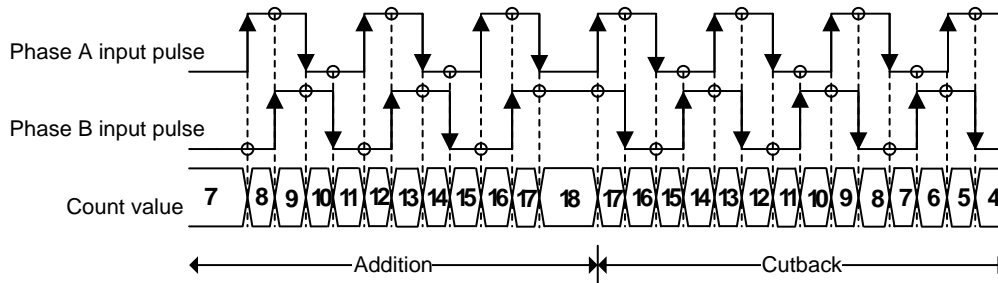 Phase A input pulse
Phase B input pulse
Count value 7 8 9 10 11 12 13 14 15 16 17 18 17 16 15 14 13 12 11 10 9 8 7 6 5 4
Addition Cutback